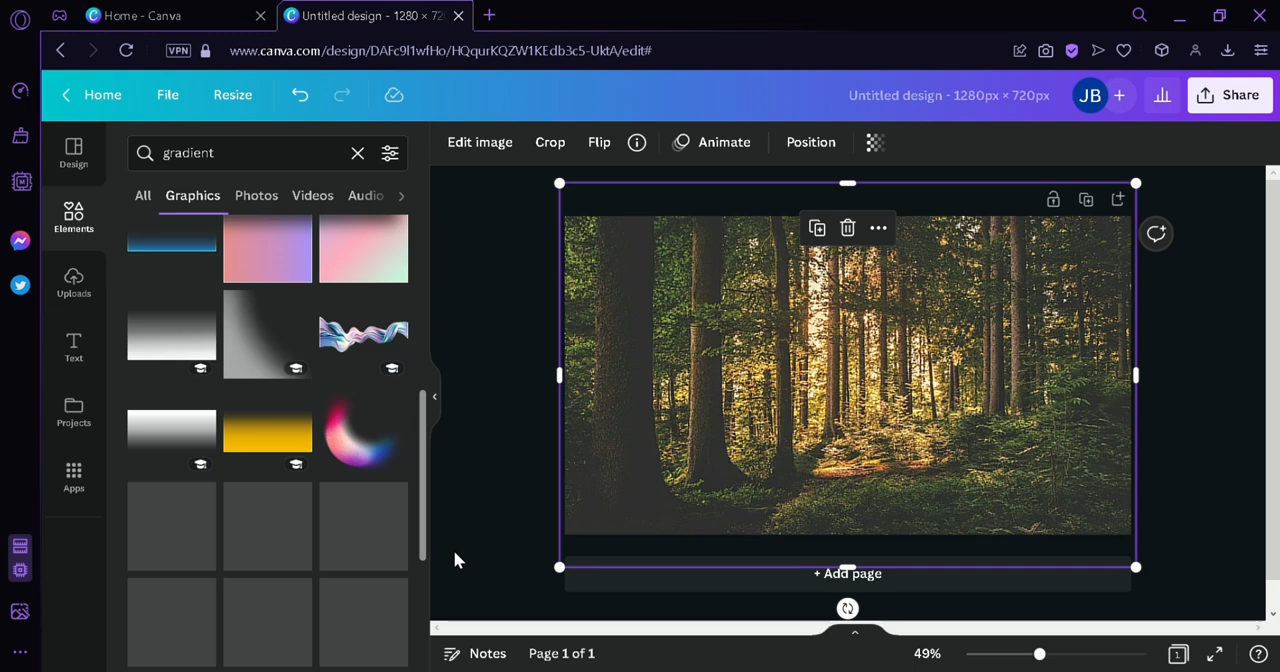 Home - Canva
Untitled design - 1280 × 72
VPN
www.canva.com/design/DAFc9l1wfHo/HQqurKQZW1KEdb3c5-UktA/edit#
Home
File
Resize
Untitled design - 1280px × 720px
JB
Share
Design
Elements
Uploads
Text
Projects
Apps
gradient
All
Graphics
Photos
Videos
Audio
Edit image
Crop
Flip
Animate
Position
+ Add page
Notes
Page 1 of 1
49%
1